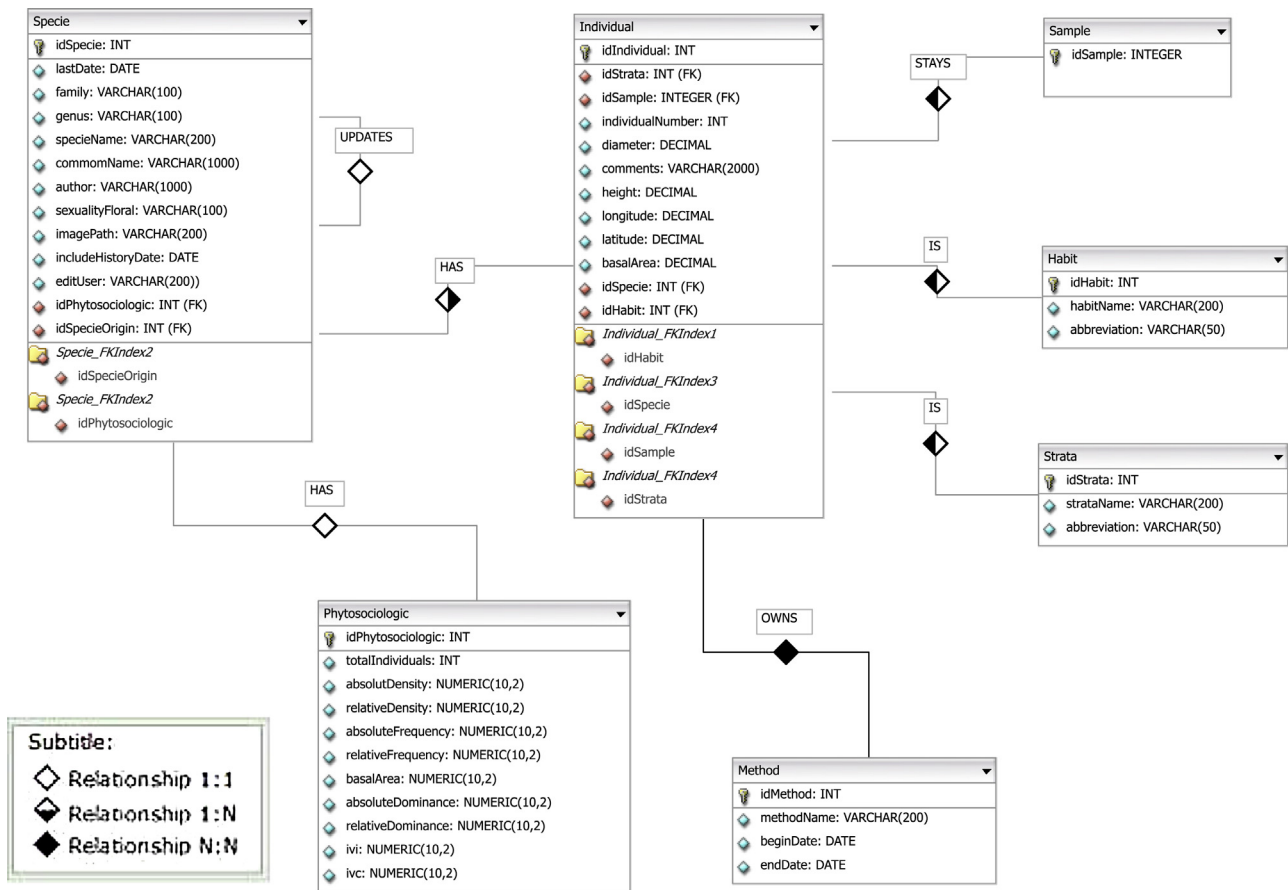 Specie
idSpecie: INT
lastDate: DATE
family: VARCHAR(100)
genus: VARCHAR(100)
specieName: VARCHAR(200)
commomName: VARCHAR(1000)
author: VARCHAR(1000)
sexualityFloral: VARCHAR(100)
imagePath: VARCHAR(200)
includeHistoryDate: DATE
editUser: VARCHAR(200))
idPhytosociologic: INT (FK)
idSpecieOrigin: INT (FK)
Specie_FKIndex2
idSpecieOrigin
Specie_FKIndex2
idPhytosociologic
UPDATES
HAS
Individual
idIndividual: INT
idStrata: INT (FK)
idSample: INTEGER (FK)
individualNumber: INT
diameter: DECIMAL
comments: VARCHAR(2000)
height: DECIMAL
longitude: DECIMAL
latitude: DECIMAL
basalArea: DECIMAL
idSpecie: INT (FK)
idHabit: INT (FK)
Individual_FKIndex1
idHabit
Individual_FKIndex3
idSpecie
Individual_FKIndex4
idSample
Individual_FKIndex4
idStrata
STAYS
Sample
idSample: INTEGER
IS
Habit
idHabit: INT
habitName: VARCHAR(200)
abbreviation: VARCHAR(50)
IS
Strata
idStrata: INT
strataName: VARCHAR(200)
abbreviation: VARCHAR(50)
HAS
Phytosociologic
idPhytosociologic: INT
totalIndividuals: INT
absolutDensity: NUMERIC(10,2)
relativeDensity: NUMERIC(10,2)
absoluteFrequency: NUMERIC(10,2)
relativeFrequency: NUMERIC(10,2)
basalArea: NUMERIC(10,2)
absoluteDominance: NUMERIC(10,2)
relativeDominance: NUMERIC(10,2)
ivi: NUMERIC(10,2)
ivc: NUMERIC(10,2)
OWNS
Method
idMethod: INT
methodName: VARCHAR(200)
beginDate: DATE
endDate: DATE
Subtitle:
Relationship 1:1
Relationship 1:N
Relationship N:N